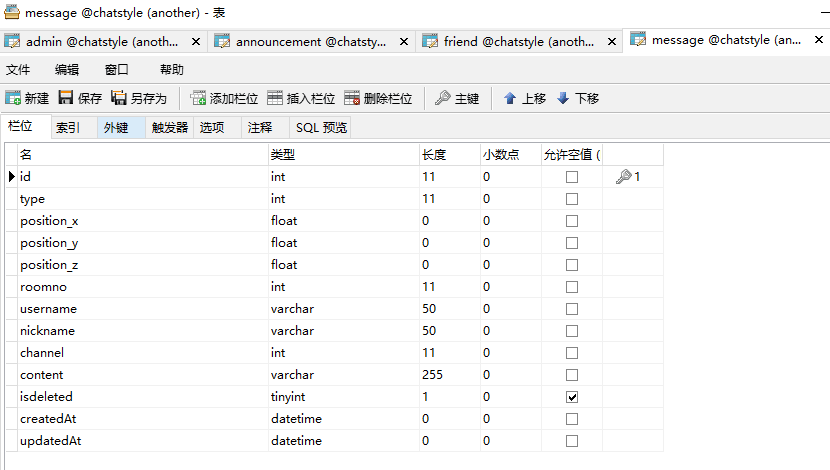 message @chatstyle (another) - 表
admin @chatstyle (anoth... announcement @chatsty... friend @chatstyle (anoth... message @chatstyle (an...
文件 编辑 窗口 帮助
新建 保存 另存为 添加栏位 插入栏位 删除栏位 主键 上移 下移
栏位 索引 外键 触发器 选项 注释 SQL 预览
名 类型 长度 小数点 允许空值 (
id int 11 0 1
type int 11 0
position_x float 0 0
position_y float 0 0
position_z float 0 0
roomno int 11 0
username varchar 50 0
nickname varchar 50 0
channel int 11 0
content varchar 255 0
isdeleted tinyint 1 0
createdAt datetime 0 0
updatedAt datetime 0 0